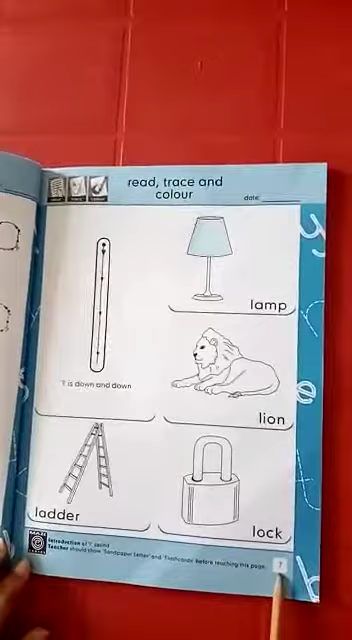 read, trace and
colour
date:
lamp
'l' is down and down
lion
ladder
lock
Introduction of 'l' sound
Teacher should show 'Sandpaper Letter' and 'Flashcards' before teaching this page.